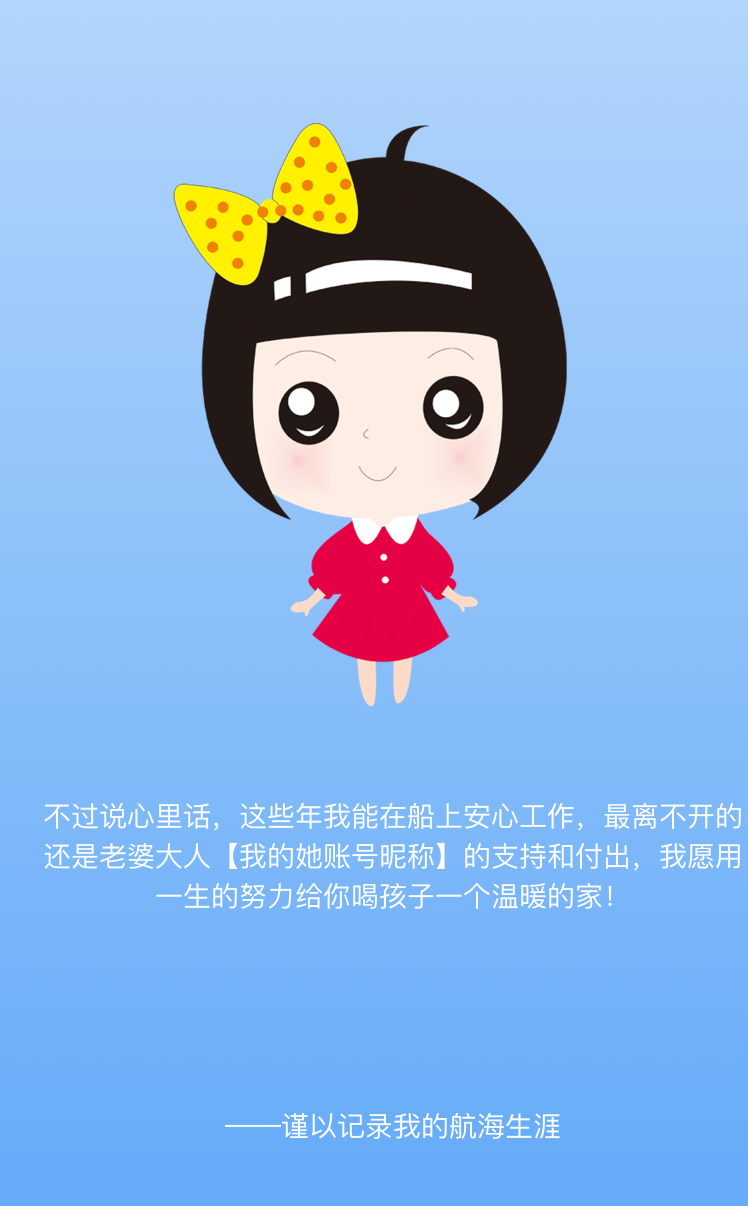 不过说心里话，这些年我能在船上安心工作，最离不开的
还是老婆大人【我的她账号昵称】的支持和付出，我愿用
一生的努力给你喝孩子一个温暖的家！
——谨以记录我的航海生涯